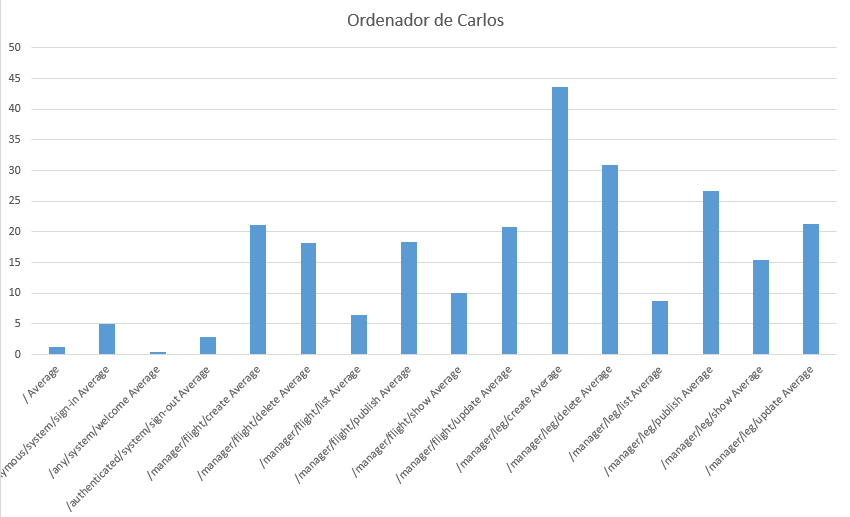 Ordenador de Carlos
50
45
40
35
30
25
20
15
10
5
0
/ Average
ymous/system/sign-in Average
/any/system/welcome Average
/authenticated/system/sign-out Average
/manager/flight/create Average
/manager/flight/delete Average
/manager/flight/list Average
/manager/flight/publish Average
/manager/flight/show Average
/manager/flight/update Average
/manager/leg/create Average
/manager/leg/delete Average
/manager/leg/list Average
/manager/leg/publish Average
/manager/leg/show Average
/manager/leg/update Average